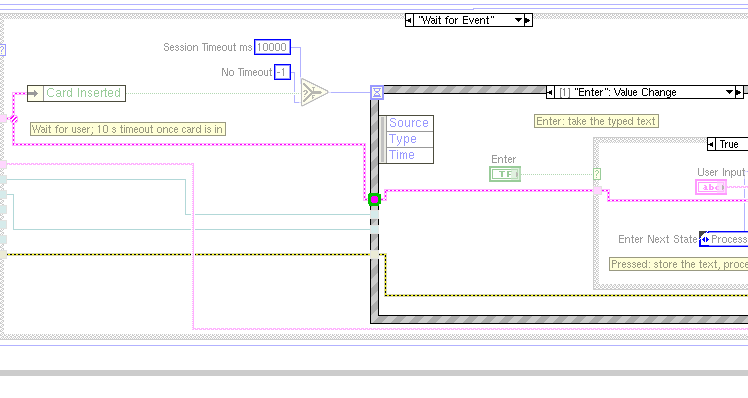 "Wait for Event"
Session Timeout ms 10000
No Timeout -1
Card Inserted
[1] "Enter": Value Change
Wait for user; 10 s timeout once card is in
Source
Type
Time
Enter: take the typed text
True
Enter
TF
User Input
abc
Enter Next State Process
Pressed: store the text, proce